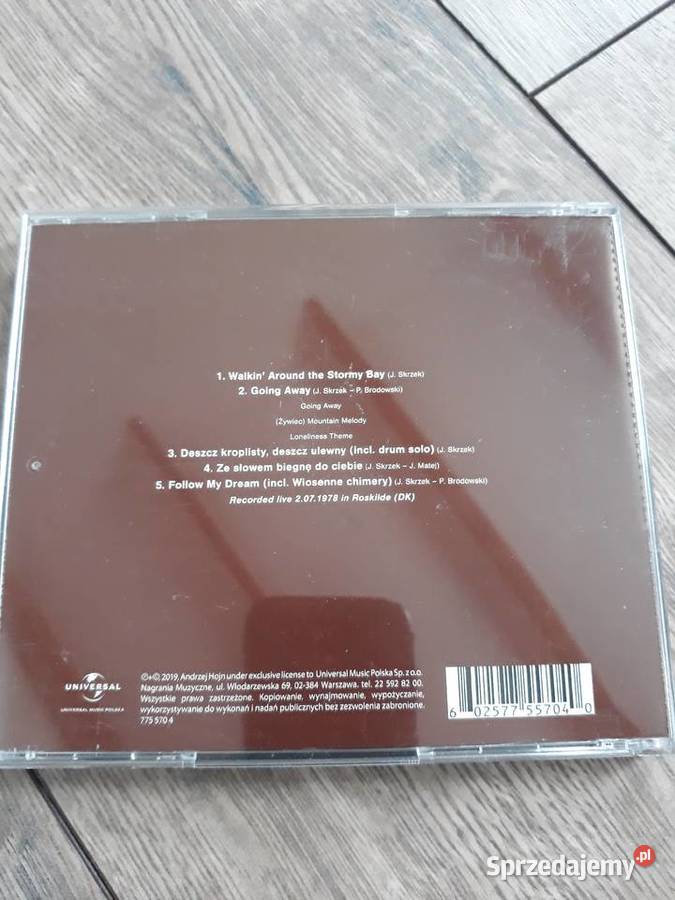 1. Walkin' Around the Stormy Bay (J. Skrzek)
2. Going Away (J. Skrzek – P. Brodowski)
Going Away
(Żywiec) Mountain Melody
Loneliness Theme
3. Deszcz kroplisty, deszcz ulewny (incl. drum solo) (J. Skrzek)
4. Ze słowem biegnę do ciebie (J. Skrzek – J. Matej)
5. Follow My Dream (incl. Wiosenne chimery) (J. Skrzek – P. Brodowski)
Recorded live 2.07.1978 in Roskilde (DK)
UNIVERSAL
UNIVERSAL MUSIC POLSKA
℗+© 2019, Andrzej Hojn under exclusive license to Universal Music Polska Sp. z o.o.
Nagrania Muzyczne, ul. Włodarzewska 69, 02-384 Warszawa. tel. 22 592 82 00.
Wszystkie prawa zastrzeżone. Kopiowanie, wynajmowanie, wypożyczanie,
wykorzystywanie do wykonań i nadań publicznych bez zezwolenia zabronione.
775 570 4
6 02577 55704 0
Sprzedajemy.pl